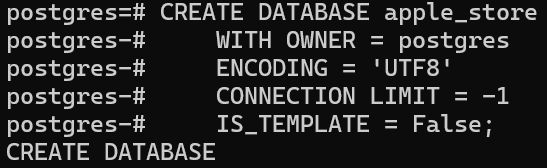 postgres=# CREATE DATABASE apple_store
postgres-#     WITH OWNER = postgres
postgres-#     ENCODING = 'UTF8'
postgres-#     CONNECTION LIMIT = -1
postgres-#     IS_TEMPLATE = False;
CREATE DATABASE